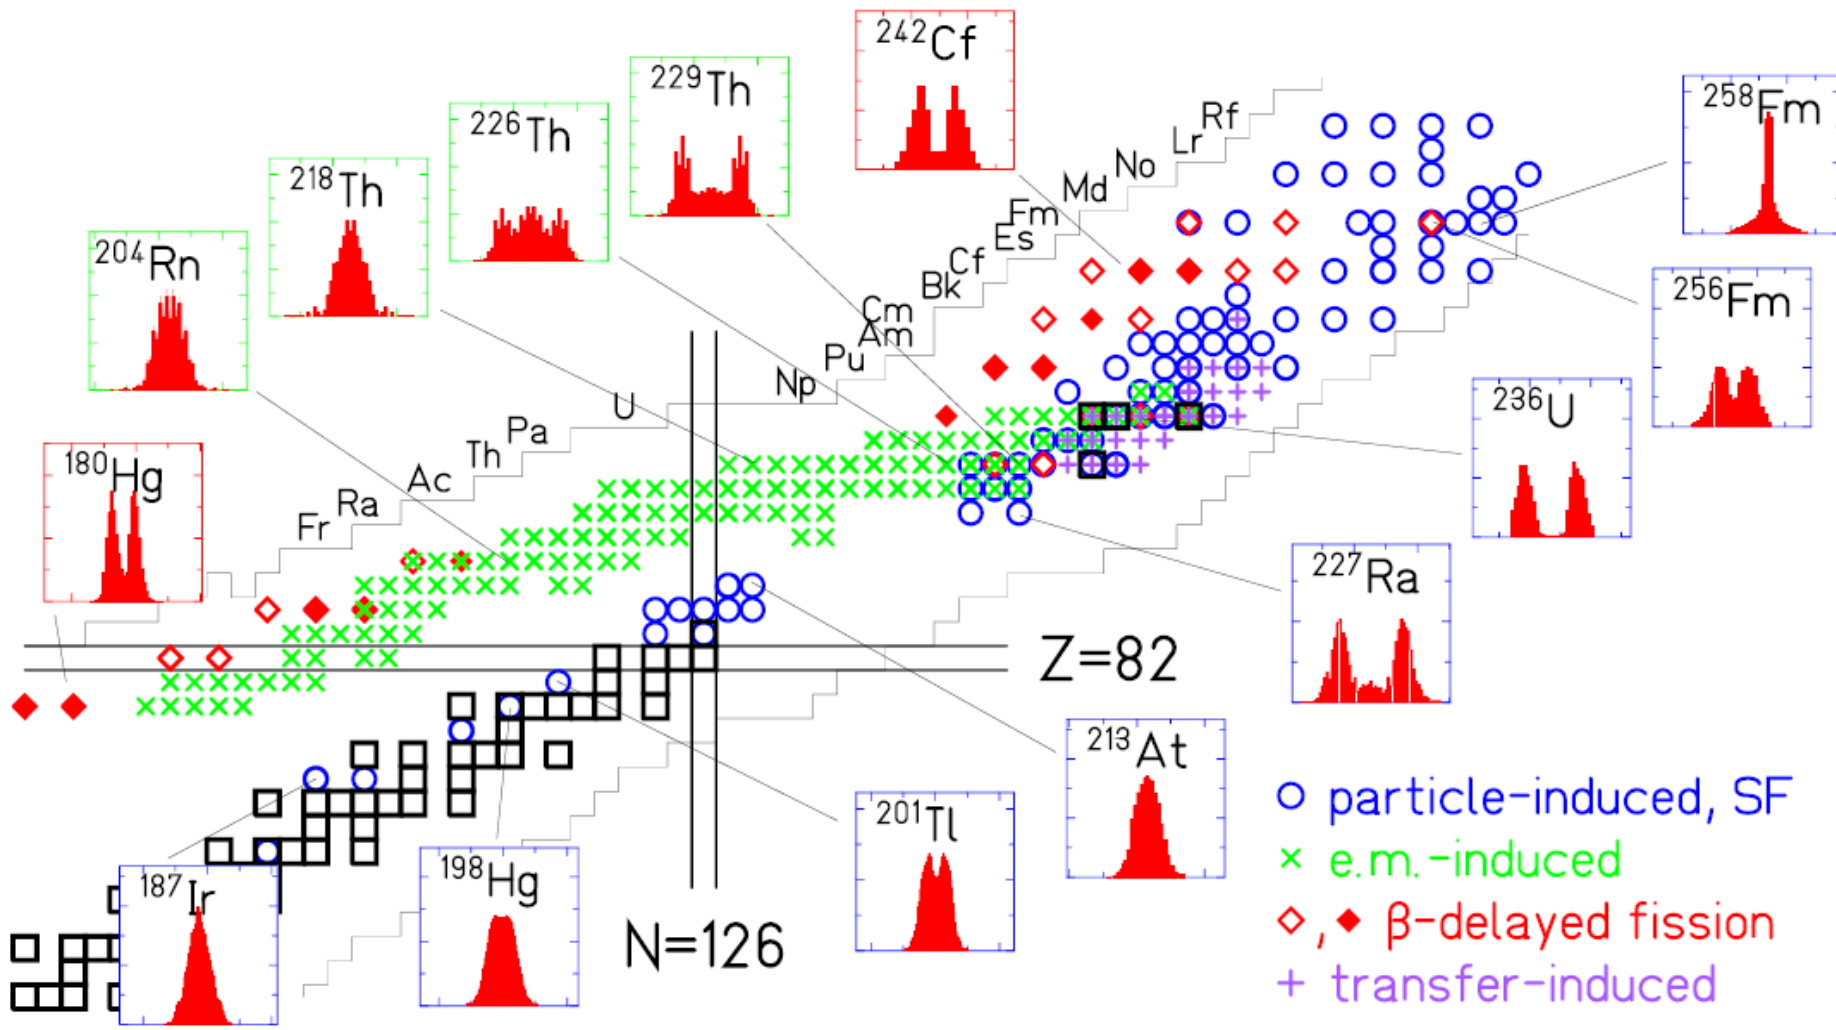 ²⁴²Cf
²²⁹Th
²²⁶Th
²¹⁸Th
²⁰⁴Rn
¹⁸⁰Hg
²⁵⁸Fm
²⁵⁶Fm
²³⁶U
²²⁷Ra
²¹³At
²⁰¹Tl
¹⁹⁸Hg
¹⁸⁷Ir
Rf
Lr
No
Md
Fm
Es
Cf
Bk
Cm
Am
Pu
Np
U
Pa
Th
Ac
Ra
Fr
Z=82
N=126
particle-induced, SF
e.m.-induced
, β-delayed fission
transfer-induced